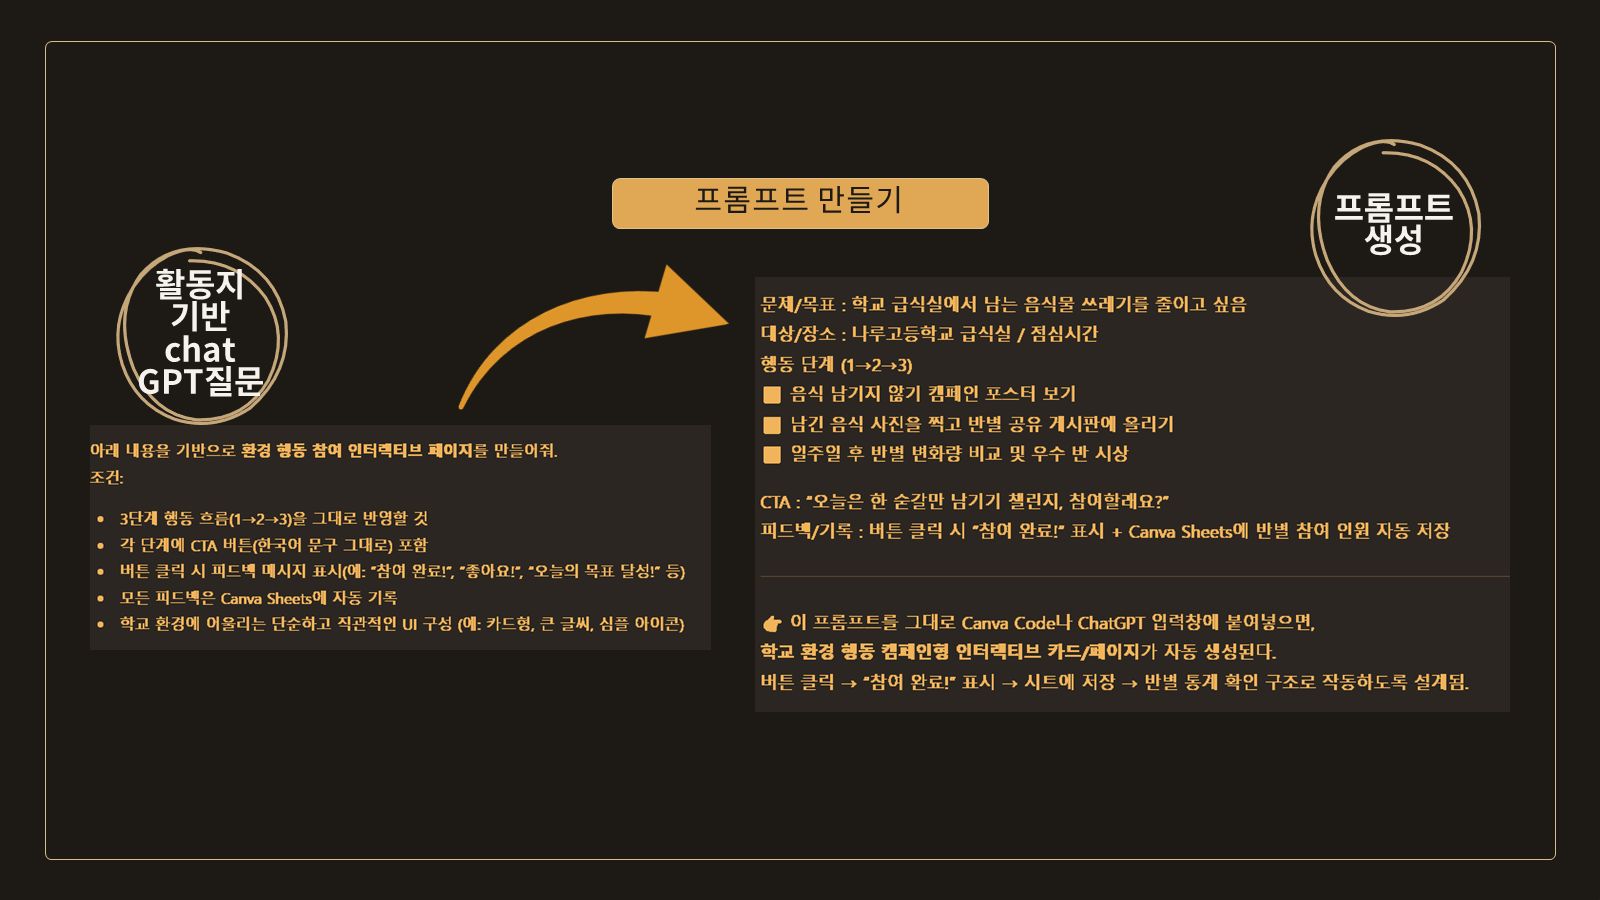 프롬프트 만들기
활동지
기반
chat
GPT질문
아래 내용을 기반으로 환경 행동 참여 인터랙티브 페이지를 만들어줘.
조건:
• 3단계 행동 흐름(1→2→3)을 그대로 반영할 것
• 각 단계에 CTA 버튼(한국어 문구 그대로) 포함
• 버튼 클릭 시 피드백 메시지 표시(예: “참여 완료!”, “좋아요!”, “오늘의 목표 달성!” 등)
• 모든 피드백은 Canva Sheets에 자동 기록
• 학교 환경에 어울리는 단순하고 직관적인 UI 구성 (예: 카드형, 큰 글씨, 심플 아이콘)
프롬프트
생성
문제/목표 : 학교 급식실에서 남는 음식물 쓰레기를 줄이고 싶음
대상/장소 : 나루고등학교 급식실 / 점심시간
행동 단계 (1→2→3)
음식 남기지 않기 캠페인 포스터 보기
남긴 음식 사진을 찍고 반별 공유 게시판에 올리기
일주일 후 반별 변화량 비교 및 우수 반 시상
CTA : “오늘은 한 숟갈만 남기기 챌린지, 참여할래요?”
피드백/기록 : 버튼 클릭 시 “참여 완료!” 표시 + Canva Sheets에 반별 참여 인원 자동 저장
👉 이 프롬프트를 그대로 Canva Code나 ChatGPT 입력창에 붙여넣으면,
학교 환경 행동 캠페인형 인터랙티브 카드/페이지가 자동 생성된다.
버튼 클릭 → “참여 완료!” 표시 → 시트에 저장 → 반별 통계 확인 구조로 작동하도록 설계됨.